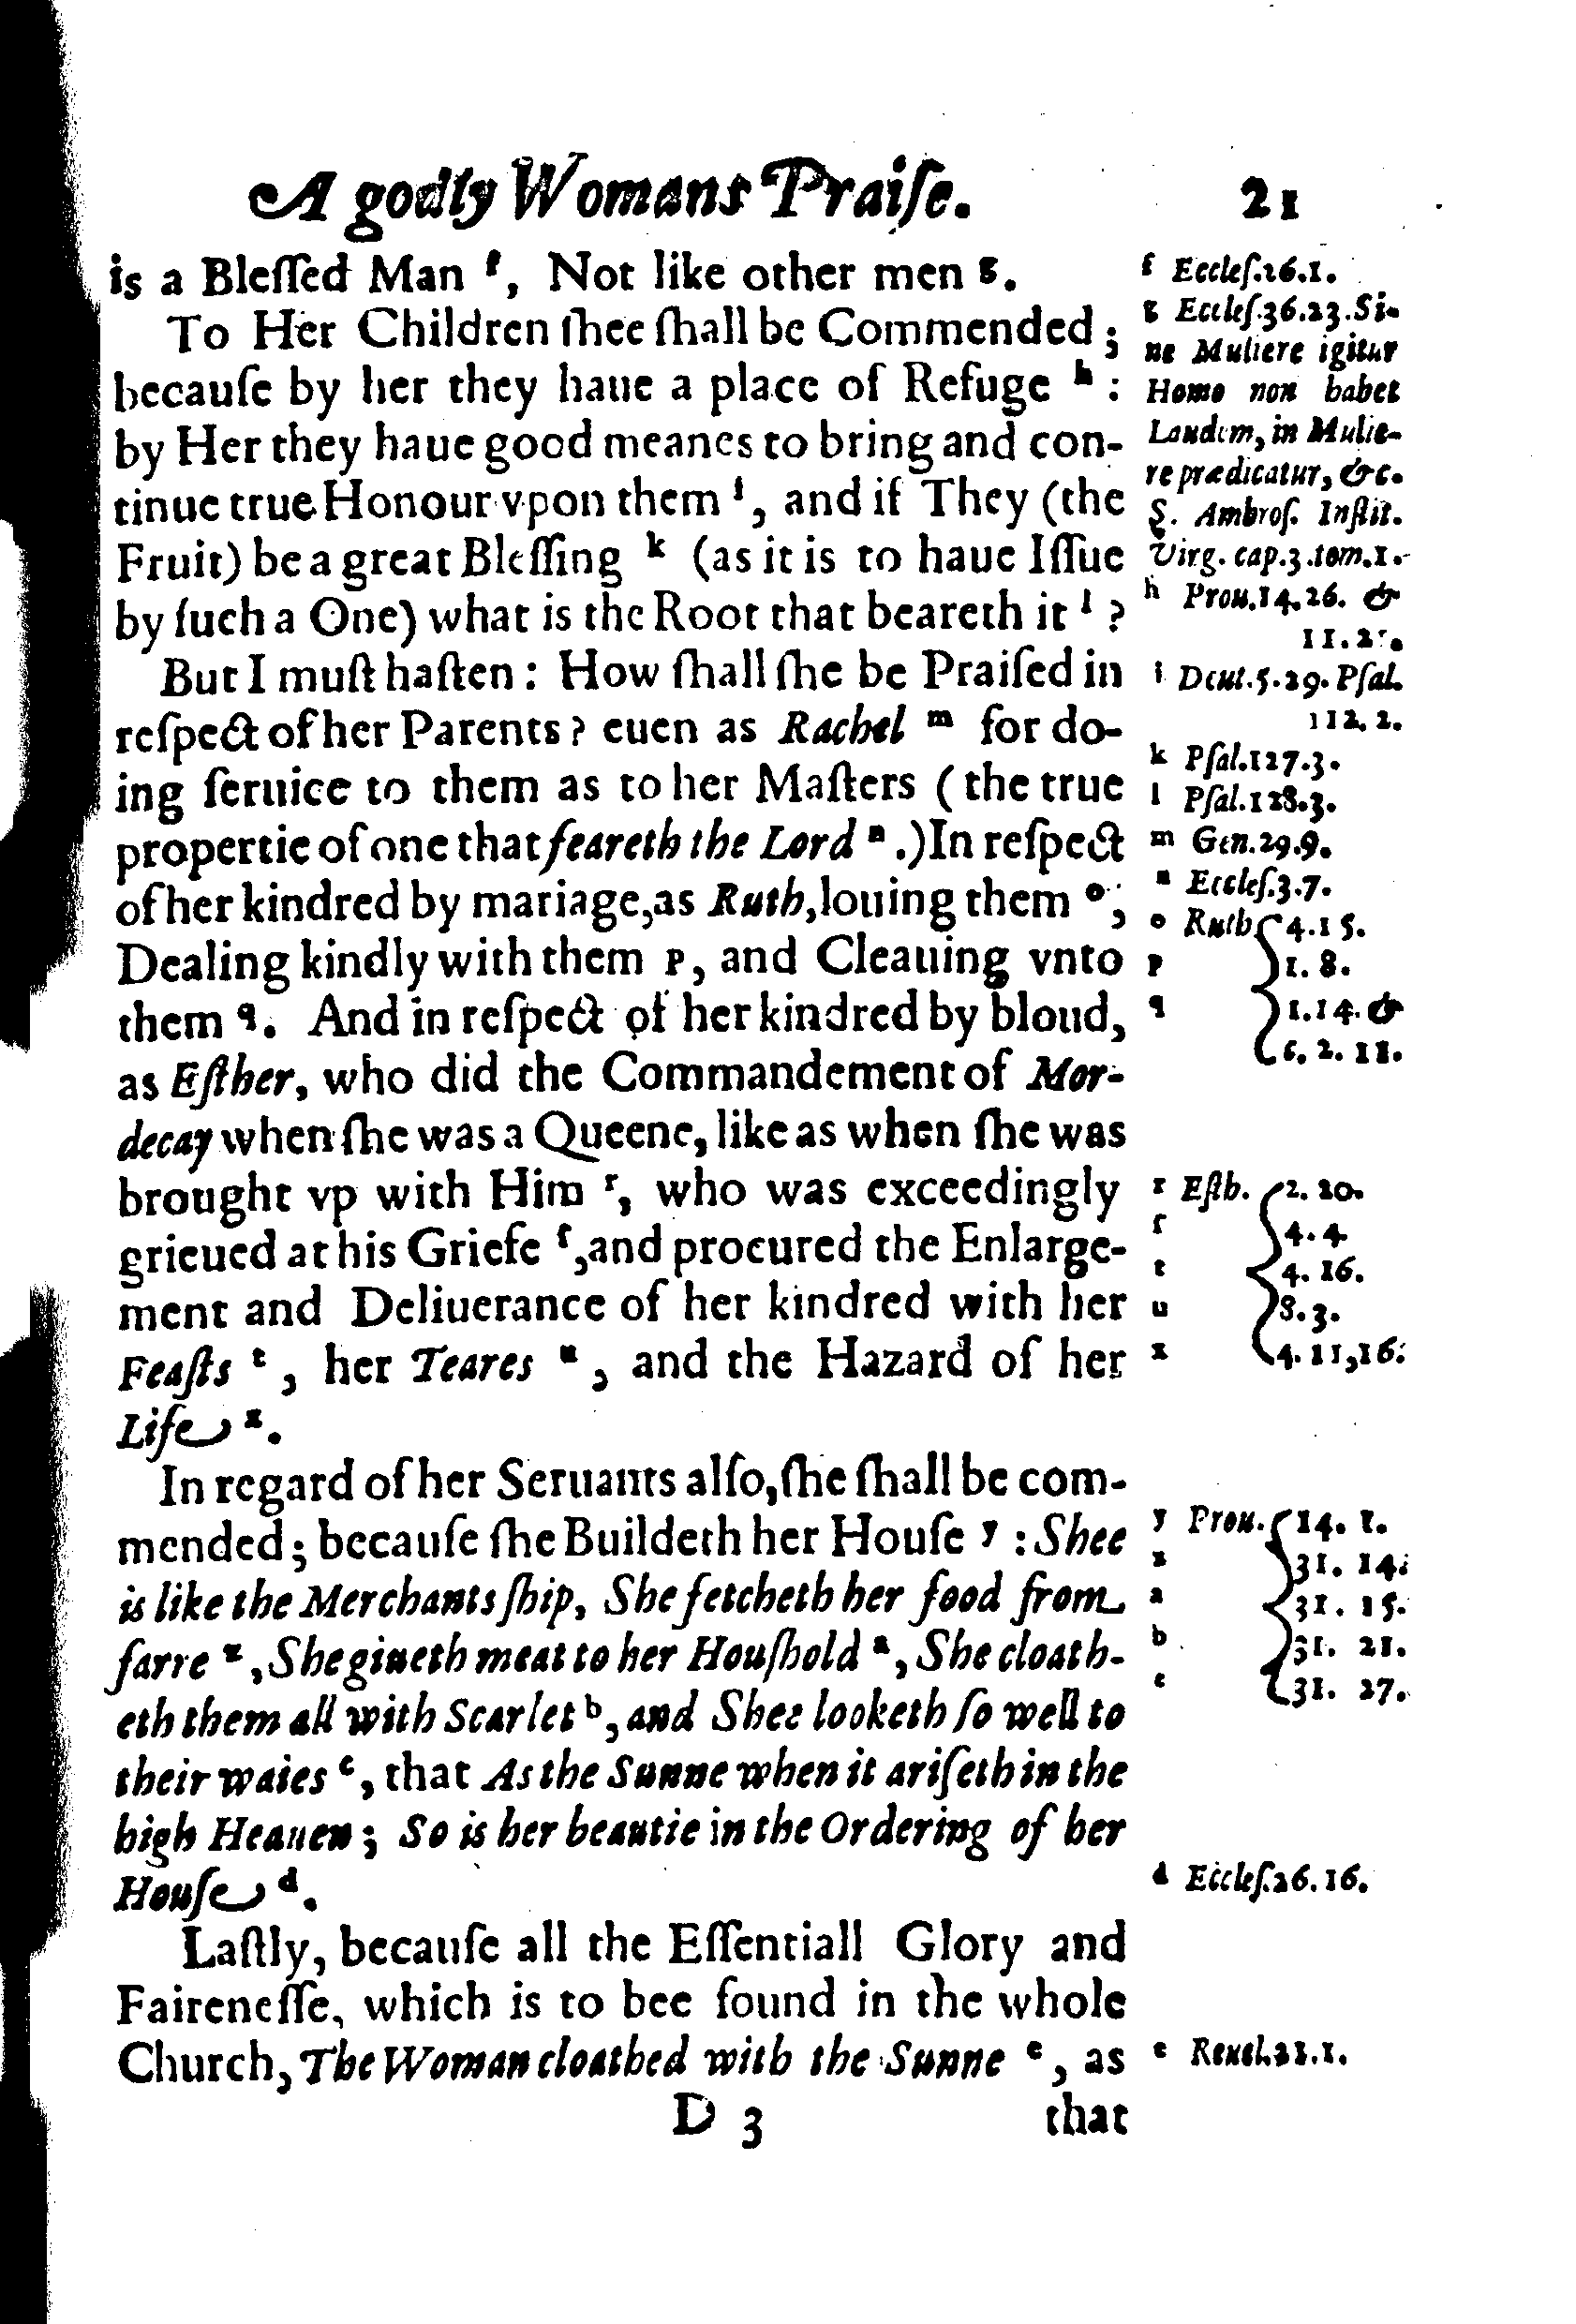 A godly Womans Praiſe. 21
is a Bleſſed Man ᶠ, Not like other men ᵍ.
To Her Children ſhee ſhall be Commended;
becauſe by her they haue a place of Refuge ʰ:
by Her they haue good meanes to bring and con-
tinue true Honour vpon them ⁱ, and if They (the
Fruit) be a great Bleſſing ᵏ (as it is to haue Iſſue
by ſuch a One) what is the Root that beareth it ˡ?
But I muſt haſten: How ſhall ſhe be Praiſed in
reſpect of her Parents? euen as Rachel ᵐ for do-
ing ſeruice to them as to her Maſters (the true
propertie of one that feareth the Lord ⁿ.) In reſpect
of her kindred by mariage, as Ruth, louing them ᵒ;
Dealing kindly with them ᵖ, and Cleauing vnto
them q. And in reſpect of her kindred by bloud,
as Eſther, who did the Commandement of Mor-
decay when ſhe was a Queene, like as when ſhe was
brought vp with Him ʳ, who was exceedingly
grieued at his Griefe ſ, and procured the Enlarge-
ment and Deliuerance of her kindred with her
Feaſts ᵗ, her Teares ᵘ, and the Hazard of her
Life ˣ.
In regard of her Seruants alſo, ſhe ſhall be com-
mended; becauſe ſhe Buildeth her Houſe ʸ: Shee
is like the Merchants ſhip, She fetcheth her food from
farre ᶻ, She giueth meat to her Houſhold ᵃ, She cloath-
eth them all with Scarlet ᵇ, and Shee looketh ſo well to
their waies ᶜ, that As the Sunne when it ariſeth in the
high Heauen; So is her beautie in the Ordering of her
Houſe ᵈ.
Laſtly, becauſe all the Eſſentiall Glory and
Faireneſſe, which is to bee found in the whole
Church, The Woman cloathed with the Sunne ᵉ, as
D 3 that
ᶠ Eccleſ.26.1.
ᵍ Eccleſ.36.23. Si-
ne Muliere igitur
Homo non habet
Laudem, in Mulie-
re prædicatur, &c.
S. Ambroſ. Inſtit.
Virg. cap.3.tom.1.
ʰ Prou.14.26. &
11.2
ⁱ Deut.5.29. Pſal.
112.2.
ᵏ Pſal.127.3.
ˡ Pſal.128.3.
ᵐ Gen.29.9.
ⁿ Eccleſ.3.7.
ᵒ Ruth 4.15.
ᵖ 1.8.
q 1.14. &
c. 2. 11.
ʳ Eſth. 2. 20.
ſ 4.4
ᵗ 4. 16.
ᵘ 8.3.
ˣ 4. 11,16.
ʸ Prou. 14. 1.
ᶻ 31. 14.
ᵃ 31. 15.
ᵇ 31. 21.
ᶜ 31. 27.
ᵈ Eccleſ.26.16.
ᵉ Reuel.